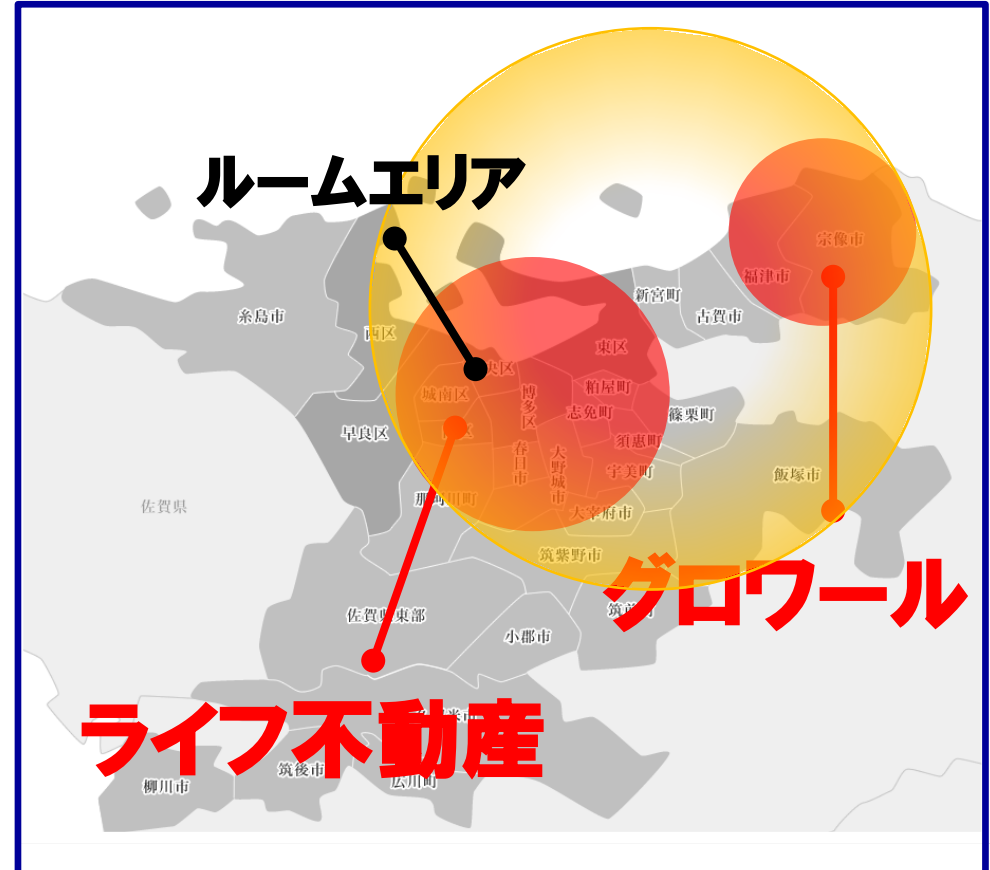 ルームエリア
宗像市
福津市
新宮町
糸島市
古賀市
西区
東区
央区
粕屋町
城南区
博多区
志免町
篠栗町
早良区
須恵町
春日市
大野城市
宇美町
飯塚市
那珂川町
佐賀県
大宰府市
筑紫野市
グロワール
佐賀県東部
小郡市
ライフ不動産
筑後市
広川町
柳川市